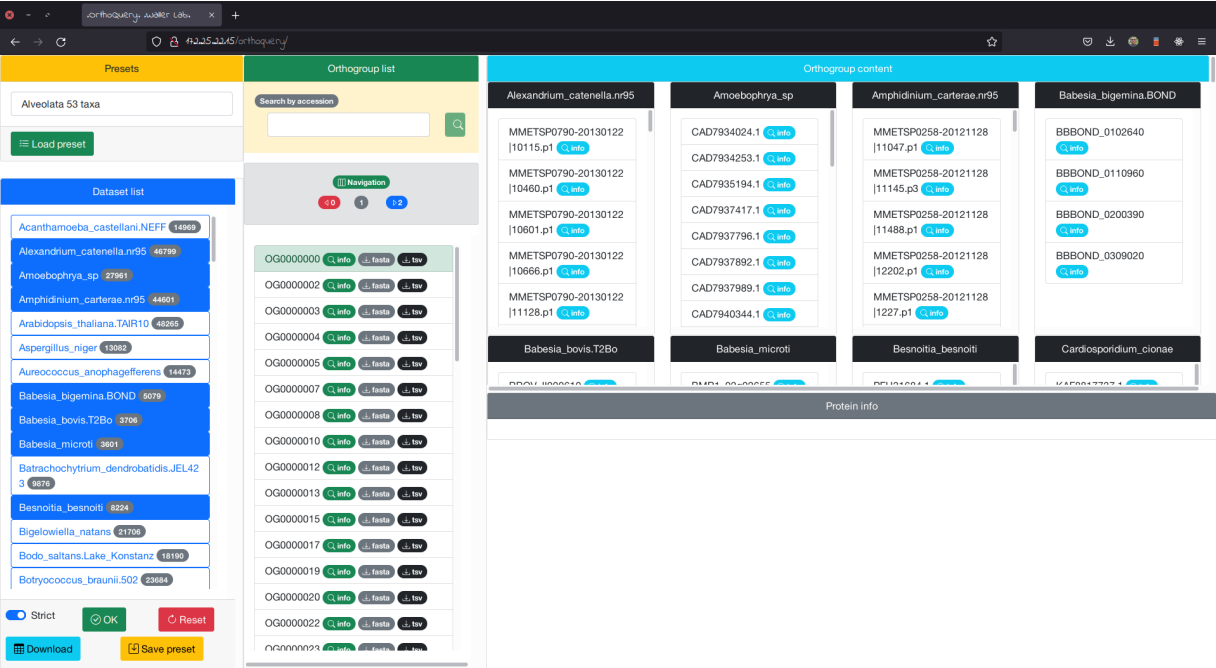 .orthoquery. .waller Lab.
172.25.2.215/orthoquery/
Presets
Alveolata 53 taxa
Load preset
Dataset list
Acanthamoeba_castellani.NEFF 14969
Alexandrium_catenella.nr95 46799
Amoebophrya_sp 27961
Amphidinium_carterae.nr95 44601
Arabidopsis_thaliana.TAIR10 48265
Aspergillus_niger 13082
Aureococcus_anophagefferens 14473
Babesia_bigemina.BOND 5079
Babesia_bovis.T2Bo 3706
Babesia_microti 3601
Batrachochytrium_dendrobatidis.JEL42
3 9876
Besnoitia_besnoiti 8224
Bigelowiella_natans 21706
Bodo_saltans.Lake_Konstanz 18190
Botryococcus_braunii.502 23684
Strict
OK
Reset
Download
Save preset
Orthogroup list
Search by accession
Navigation
0 1 2
OG0000000 info fasta tsv
OG0000002 info fasta tsv
OG0000003 info fasta tsv
OG0000004 info fasta tsv
OG0000005 info fasta tsv
OG0000007 info fasta tsv
OG0000008 info fasta tsv
OG0000010 info fasta tsv
OG0000012 info fasta tsv
OG0000013 info fasta tsv
OG0000015 info fasta tsv
OG0000017 info fasta tsv
OG0000019 info fasta tsv
OG0000020 info fasta tsv
OG0000022 info fasta tsv
OG0000023 info fasta tsv
Orthogroup content
Alexandrium_catenella.nr95
MMETSP0790-20130122
|10115.p1 info
MMETSP0790-20130122
|10460.p1 info
MMETSP0790-20130122
|10601.p1 info
MMETSP0790-20130122
|10666.p1 info
MMETSP0790-20130122
|11128.p1 info
Amoebophrya_sp
CAD7934024.1 info
CAD7934253.1 info
CAD7935194.1 info
CAD7937417.1 info
CAD7937796.1 info
CAD7937892.1 info
CAD7937989.1 info
CAD7940344.1 info
Amphidinium_carterae.nr95
MMETSP0258-20121128
|11047.p1 info
MMETSP0258-20121128
|11145.p3 info
MMETSP0258-20121128
|11488.p1 info
MMETSP0258-20121128
|12202.p1 info
MMETSP0258-20121128
|1227.p1 info
Babesia_bigemina.BOND
BBBOND_0102640
info
BBBOND_0110960
info
BBBOND_0200390
info
BBBOND_0309020
info
Babesia_bovis.T2Bo
Babesia_microti
Besnoitia_besnoiti
Cardiosporidium_cionae
Protein info